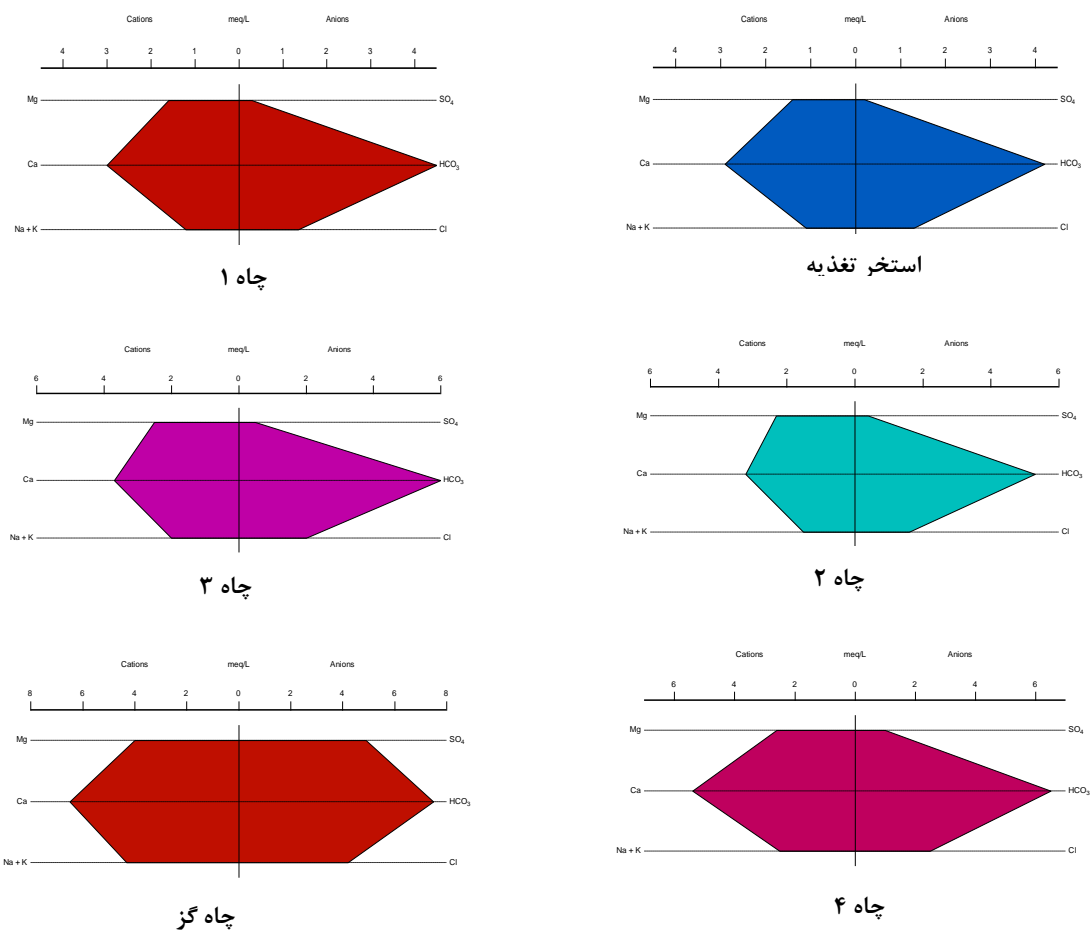 Cations meq/L Anions
4 3 2 1 0 1 2 3 4
Mg SO4
Ca HCO3
Na + K Cl
چاه ۱
Cations meq/L Anions
4 3 2 1 0 1 2 3 4
Mg SO4
Ca HCO3
Na + K Cl
استخر تغذیه
Cations meq/L Anions
6 4 2 0 2 4 6
Mg SO4
Ca HCO3
Na + K Cl
چاه ۳
Cations meq/L Anions
6 4 2 0 2 4 6
Mg SO4
Ca HCO3
Na + K Cl
چاه ۲
Cations meq/L Anions
8 6 4 2 0 2 4 6 8
Mg SO4
Ca HCO3
Na + K Cl
چاه گز
Cations meq/L Anions
6 4 2 0 2 4 6
Mg SO4
Ca HCO3
Na + K Cl
چاه ۴